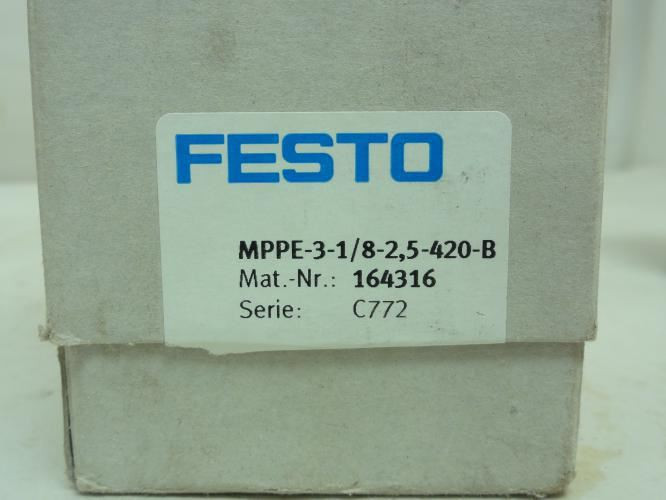 FESTO
MPPE-3-1/8-2,5-420-B
Mat.-Nr.: 164316
Serie: C772